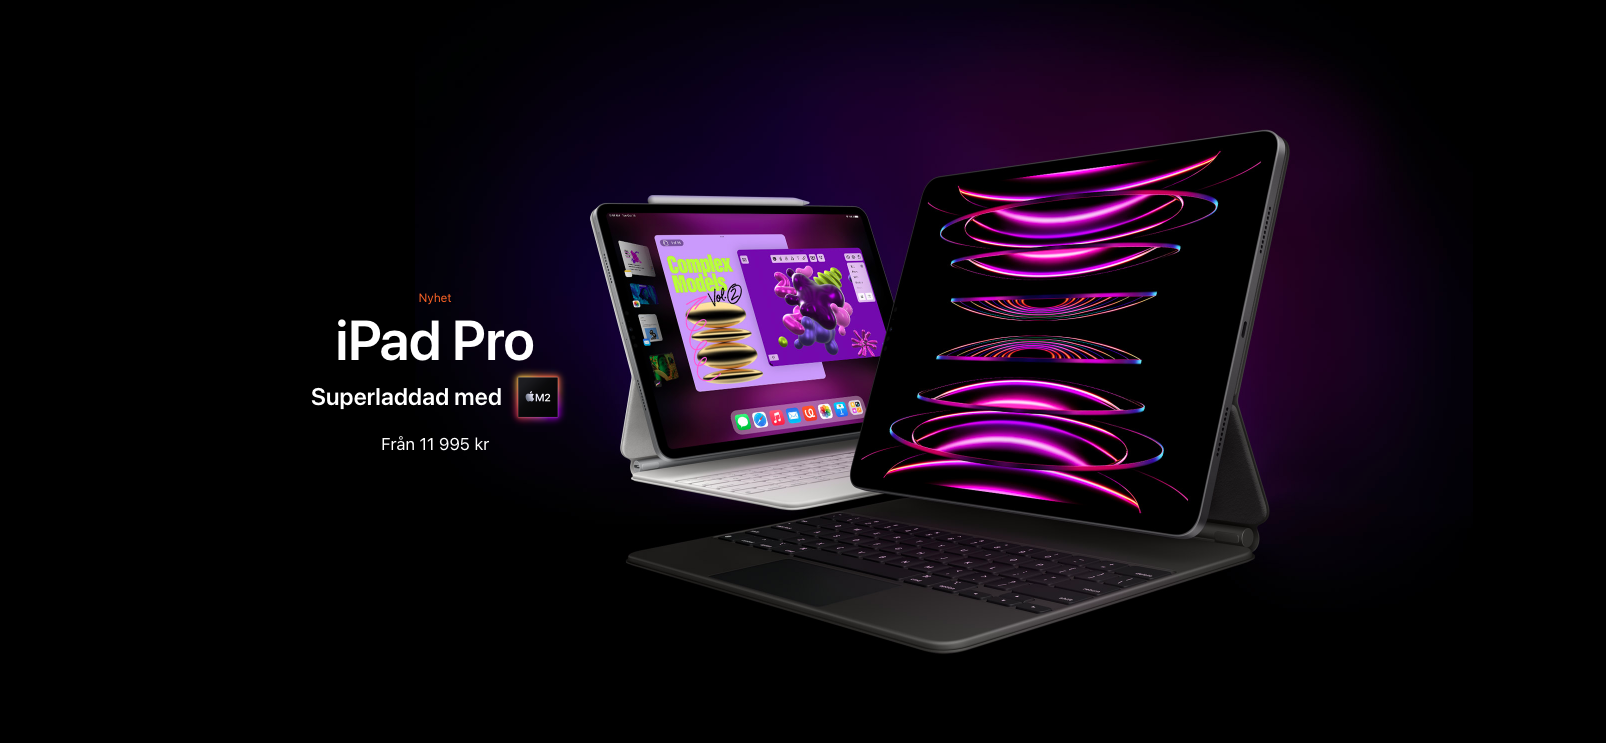 Nyhet
iPad Pro
Superladdad med M2
Från 11 995 kr
Complex
Models
Vol. 2